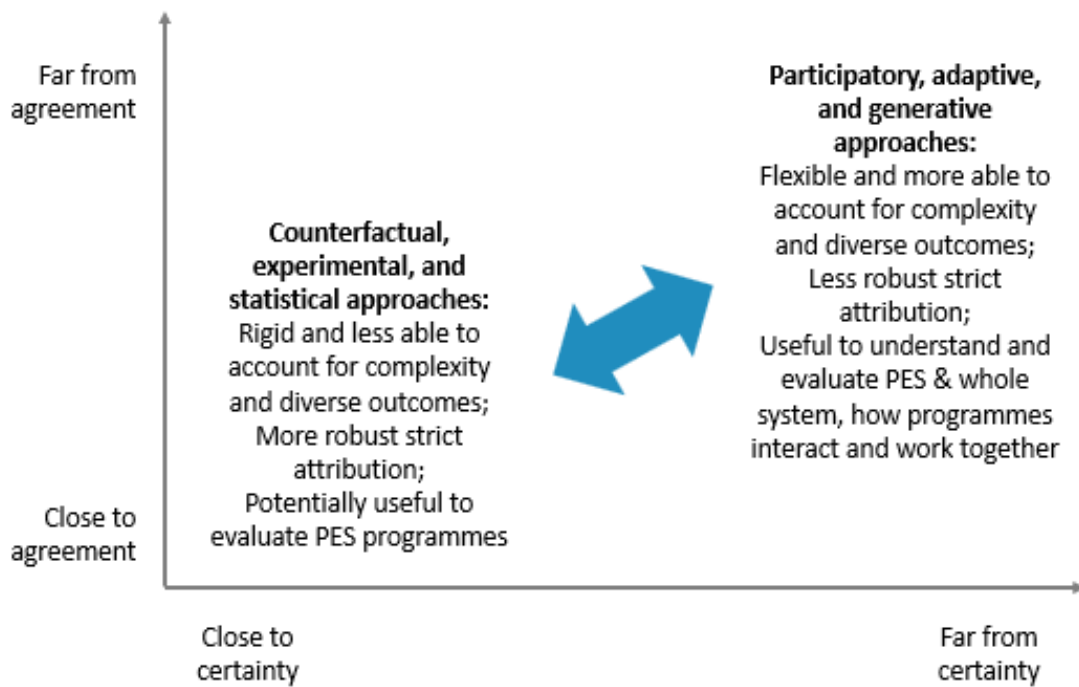 Far from
agreement
Participatory, adaptive,
and generative
approaches:
Flexible and more able to
account for complexity
and diverse outcomes;
Less robust strict
attribution;
Useful to understand and
evaluate PES & whole
system, how programmes
interact and work together
Counterfactual,
experimental, and
statistical approaches:
Rigid and less able to
account for complexity
and diverse outcomes;
More robust strict
attribution;
Potentially useful to
evaluate PES programmes
Close to
agreement
Close to
certainty
Far from
certainty